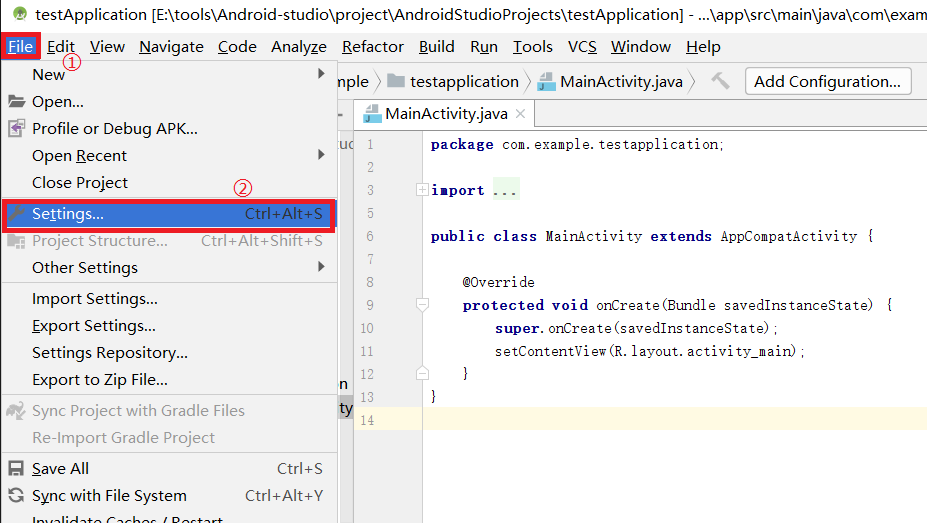 testApplication [E:\tools\Android-studio\project\AndroidStudioProjects\testApplication] - ...\app\src\main\java\com\exam
File Edit View Navigate Code Analyze Refactor Build Run Tools VCS Window Help
①
New
mple testapplication MainActivity.java Add Configuration...
Open...
Profile or Debug APK...
Open Recent
Close Project
②
Settings... Ctrl+Alt+S
Project Structure... Ctrl+Alt+Shift+S
Other Settings
Import Settings...
Export Settings...
Settings Repository...
Export to Zip File...
Sync Project with Gradle Files
Re-Import Gradle Project
Save All Ctrl+S
Sync with File System Ctrl+Alt+Y
Invalidate Caches / Restart
MainActivity.java
1 package com.example.testapplication;
2
3 import ...
5
6 public class MainActivity extends AppCompatActivity {
7
8 @Override
9 protected void onCreate(Bundle savedInstanceState) {
10 super.onCreate(savedInstanceState);
11 setContentView(R.layout.activity_main);
12 }
13 }
14